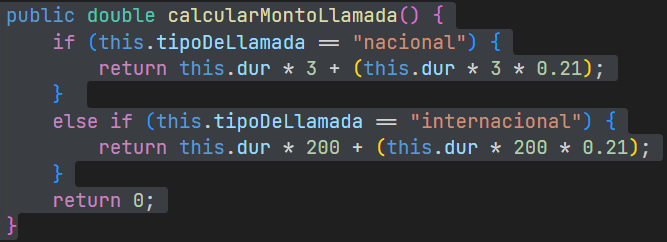 public double calcularMontoLlamada() {
    if (this.tipoDeLlamada == "nacional") {
        return this.dur * 3 + (this.dur * 3 * 0.21);
    }
    else if (this.tipoDeLlamada == "internacional") {
        return this.dur * 200 + (this.dur * 200 * 0.21);
    }
    return 0;
}